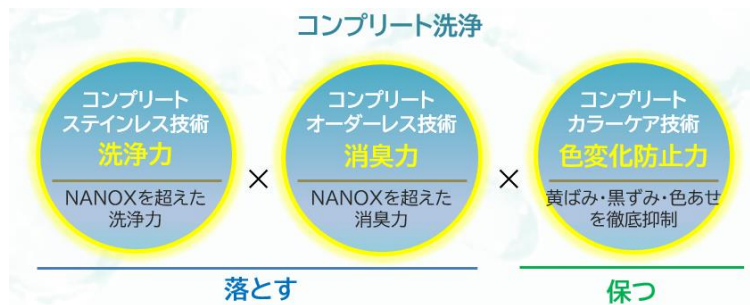 コンプリート洗浄
コンプリート
ステインレス技術
洗浄力
NANOXを超えた
洗浄力
×
コンプリート
オーダーレス技術
消臭力
NANOXを超えた
消臭力
×
コンプリート
カラーケア技術
色変化防止力
黄ばみ・黒ずみ・色あせ
を徹底抑制
落とす
保つ